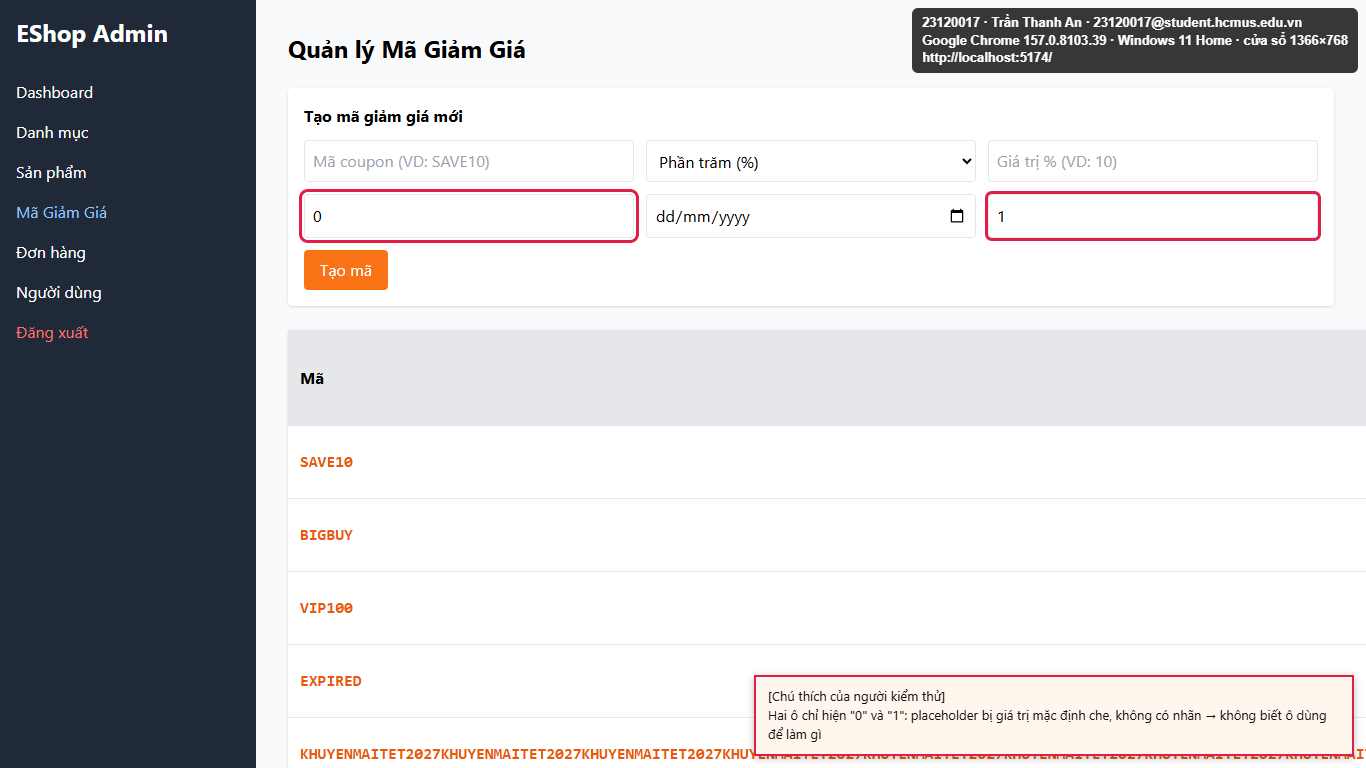 EShop Admin
Dashboard
Danh mục
Sản phẩm
Mã Giảm Giá
Đơn hàng
Người dùng
Đăng xuất
23120017 · Trần Thanh An · 23120017@student.hcmus.edu.vn
Google Chrome 157.0.8103.39 · Windows 11 Home · cửa sổ 1366×768
http://localhost:5174/
Quản lý Mã Giảm Giá
Tạo mã giảm giá mới
Mã coupon (VD: SAVE10)
Phần trăm (%)
Giá trị % (VD: 10)
0
dd/mm/yyyy
1
Tạo mã
Mã
SAVE10
BIGBUY
VIP100
EXPIRED
KHUYENMAITET2027KHUYENMAITET2027KHUYENMAITET2027KHUYENMAITET2027KHUYENMAITET2027KHUYENMAITET2027KHUYENMAIT
[Chú thích của người kiểm thử]
Hai ô chỉ hiện "0" và "1": placeholder bị giá trị mặc định che, không có nhãn → không biết ô dùng
để làm gì